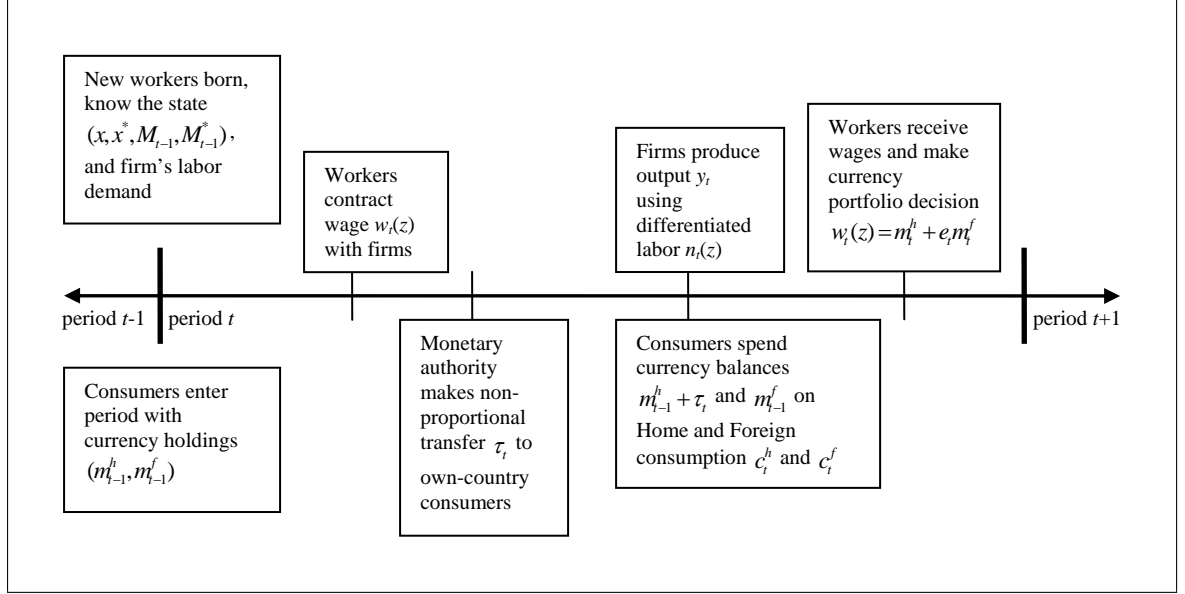 New workers born,
know the state
(x, x*, M_{t-1}, M*_{t-1}),
and firm's labor
demand
Workers
contract
wage w_t(z)
with firms
Firms produce
output y_t
using
differentiated
labor n_t(z)
Workers receive
wages and make
currency
portfolio decision
w_t(z) = m_t^h + e_t m_t^f
period t-1
period t
period t+1
Consumers enter
period with
currency holdings
(m_{t-1}^h, m_{t-1}^f)
Monetary
authority
makes non-
proportional
transfer τ_t to
own-country
consumers
Consumers spend
currency balances
m_{t-1}^h + τ_t and m_{t-1}^f on
Home and Foreign
consumption c_t^h and c_t^f